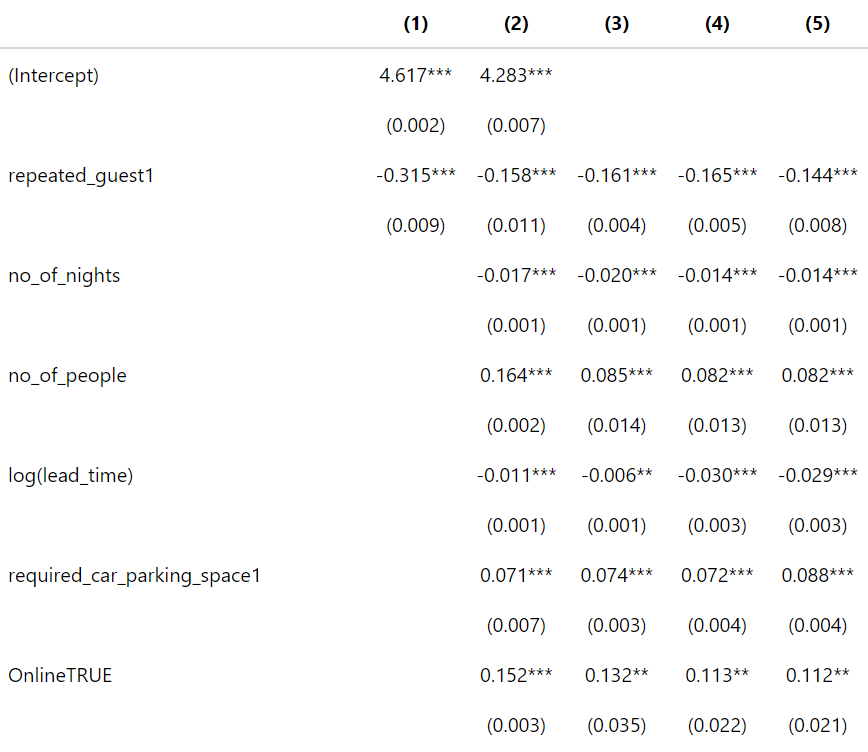 (1) (2) (3) (4) (5)
(Intercept) 4.617*** 4.283***
(0.002) (0.007)
repeated_guest1 -0.315*** -0.158*** -0.161*** -0.165*** -0.144***
(0.009) (0.011) (0.004) (0.005) (0.008)
no_of_nights -0.017*** -0.020*** -0.014*** -0.014***
(0.001) (0.001) (0.001) (0.001)
no_of_people 0.164*** 0.085*** 0.082*** 0.082***
(0.002) (0.014) (0.013) (0.013)
log(lead_time) -0.011*** -0.006** -0.030*** -0.029***
(0.001) (0.001) (0.003) (0.003)
required_car_parking_space1 0.071*** 0.074*** 0.072*** 0.088***
(0.007) (0.003) (0.004) (0.004)
OnlineTRUE 0.152*** 0.132** 0.113** 0.112**
(0.003) (0.035) (0.022) (0.021)